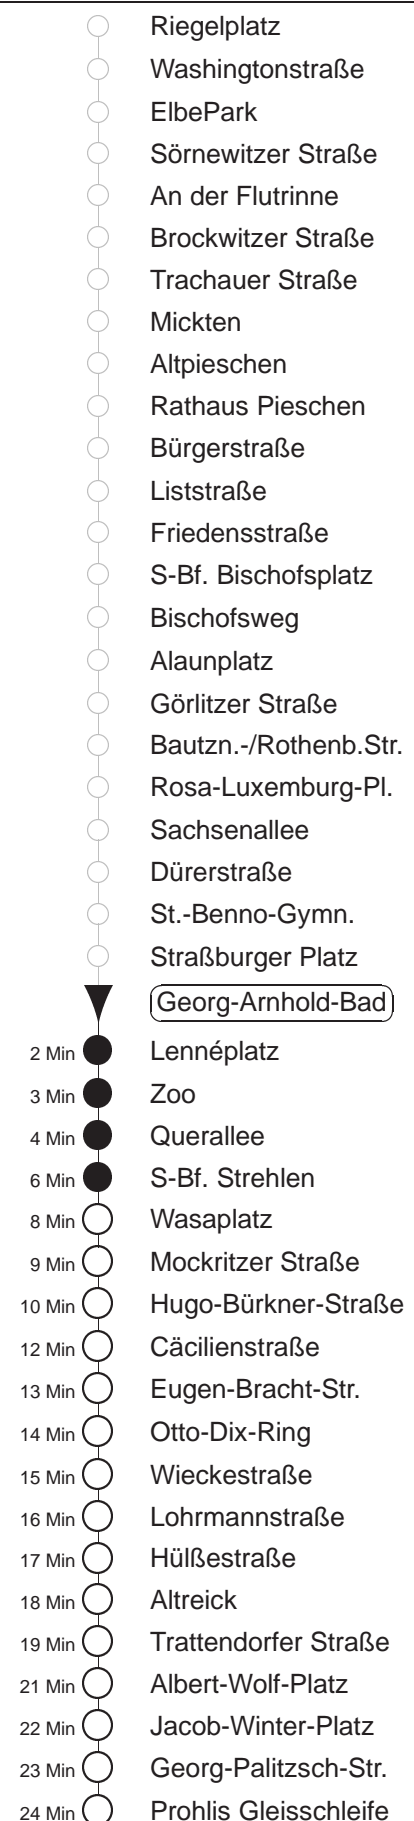 Riegelplatz
Washingtonstraße
ElbePark
Sörnewitzer Straße
An der Flutrinne
Brockwitzer Straße
Trachauer Straße
Mickten
Altpieschen
Rathaus Pieschen
Bürgerstraße
Liststraße
Friedensstraße
S-Bf. Bischofsplatz
Bischofsweg
Alaunplatz
Görlitzer Straße
Bautzn.-/Rothenb.Str.
Rosa-Luxemburg-Pl.
Sachsenallee
Dürerstraße
St.-Benno-Gymn.
Straßburger Platz
Georg-Arnhold-Bad
2 Min Lennéplatz
3 Min Zoo
4 Min Querallee
6 Min S-Bf. Strehlen
8 Min Wasaplatz
9 Min Mockritzer Straße
10 Min Hugo-Bürkner-Straße
12 Min Cäcilienstraße
13 Min Eugen-Bracht-Str.
14 Min Otto-Dix-Ring
15 Min Wieckestraße
16 Min Lohrmannstraße
17 Min Hülßestraße
18 Min Altreick
19 Min Trattendorfer Straße
21 Min Albert-Wolf-Platz
22 Min Jacob-Winter-Platz
23 Min Georg-Palitzsch-Str.
24 Min Prohlis Gleisschleife